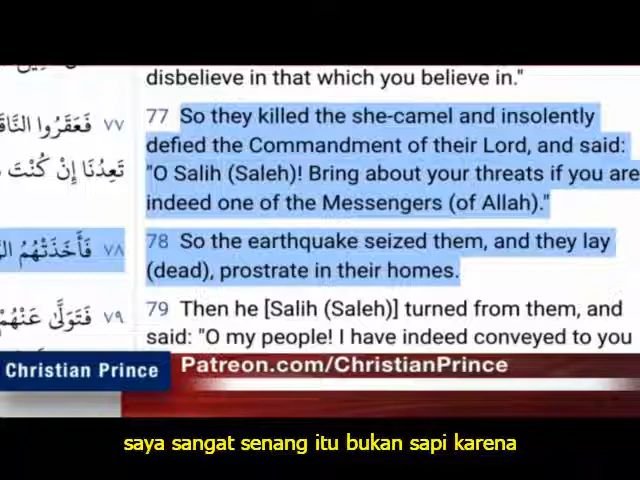 disbelieve in that which you believe in."
٧٧ فَعَقَرُوا النَّاقَ
77 So they killed the she-camel and insolently
defied the Commandment of their Lord, and said:
تَعِدُنَا إِنْ كُنْتَ
"O Salih (Saleh)! Bring about your threats if you are
indeed one of the Messengers (of Allah)."
٧٨ فَأَخَذَتْهُمُ
78 So the earthquake seized them, and they lay
(dead), prostrate in their homes.
٧٩ فَتَوَلَّى عَنْهُمْ
79 Then he [Salih (Saleh)] turned from them, and
said: "O my people! I have indeed conveyed to you
Christian Prince
Patreon.com/ChristianPrince
saya sangat senang itu bukan sapi karena